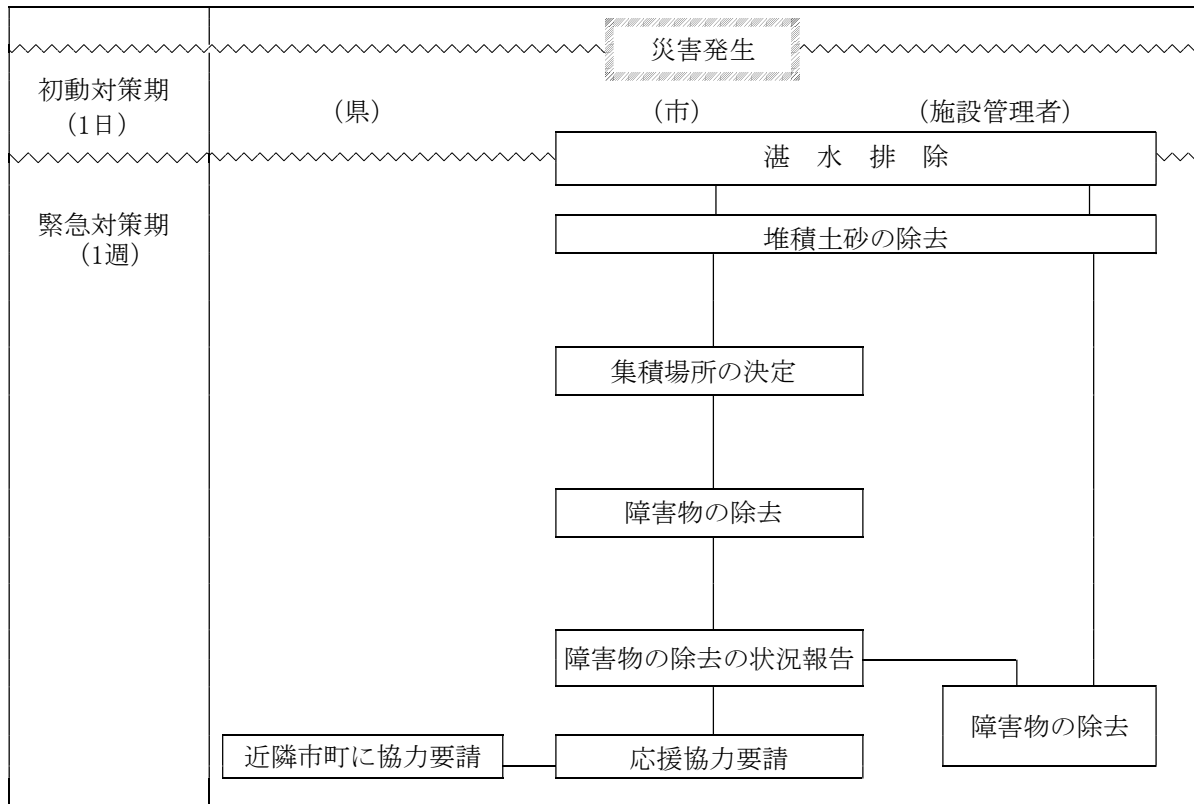 災害発生
初動対策期
（1日）
（県）
（市）
（施設管理者）
湛水排除
緊急対策期
（1週）
堆積土砂の除去
集積場所の決定
障害物の除去
障害物の除去の状況報告
障害物の除去
近隣市町に協力要請
応援協力要請